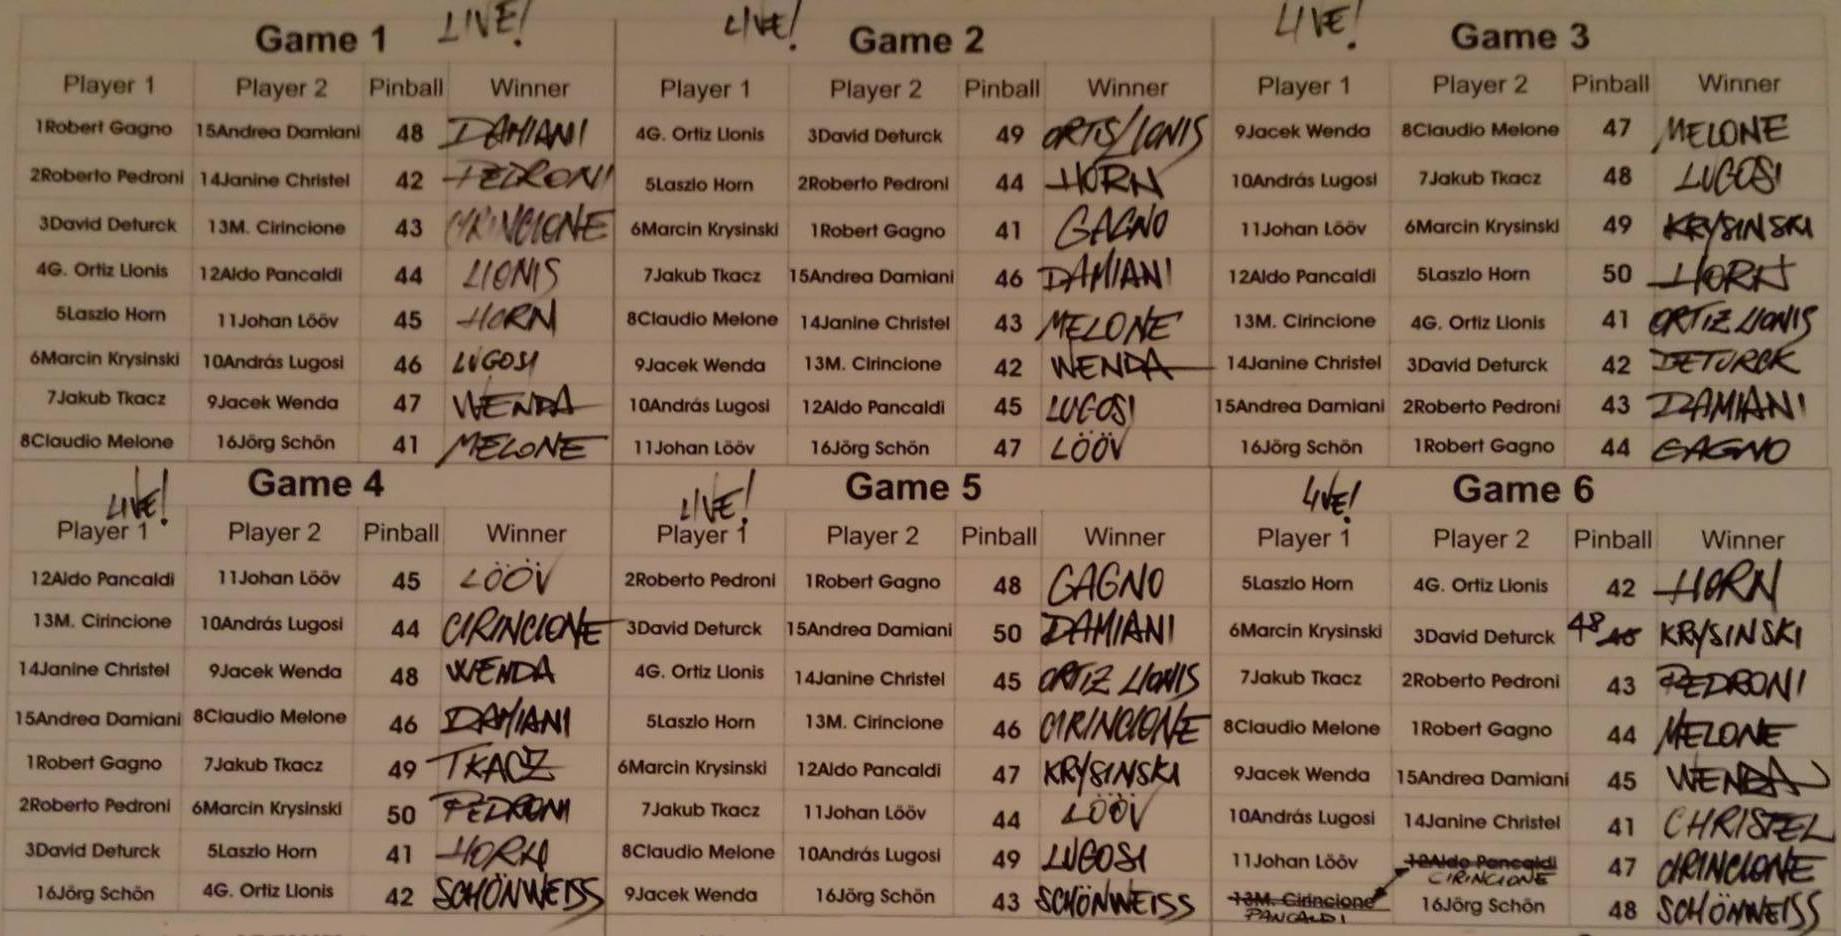 Game 1 LIVE! LIVE! Game 2 LIVE! Game 3
Player 1 Player 2 Pinball Winner Player 1 Player 2 Pinball Winner Player 1 Player 2 Pinball Winner
1Robert Gagno 15Andrea Damiani 48 DAMIANI 4G. Ortiz Llonis 3David Deturck 49 ORTIS/LIONIS 9Jacek Wenda 8Claudio Melone 47 MELONE
2Roberto Pedroni 14Janine Christel 42 PEDRONI 5Laszlo Horn 2Roberto Pedroni 44 HORN 10András Lugosi 7Jakub Tkacz 48 LUGOSI
3David Deturck 13M. Cirincione 43 CIRINCIONE 6Marcin Krysinski 1Robert Gagno 41 GAGNO 11Johan Lööv 6Marcin Krysinski 49 KRYSINSKI
4G. Ortiz Llonis 12Aldo Pancaldi 44 LIONIS 7Jakub Tkacz 15Andrea Damiani 46 DAMIANI 12Aldo Pancaldi 5Laszlo Horn 50 HORN
5Laszlo Horn 11Johan Lööv 45 HORN 8Claudio Melone 14Janine Christel 43 MELONE 13M. Cirincione 4G. Ortiz Llonis 41 ORTIZ LIONIS
6Marcin Krysinski 10András Lugosi 46 LUGOSI 9Jacek Wenda 13M. Cirincione 42 WENDA 14Janine Christel 3David Deturck 42 DETURCK
7Jakub Tkacz 9Jacek Wenda 47 WENDA 10András Lugosi 12Aldo Pancaldi 45 LUGOSI 15Andrea Damiani 2Roberto Pedroni 43 DAMIANI
8Claudio Melone 16Jörg Schön 41 MELONE 11Johan Lööv 16Jörg Schön 47 LÖÖV 16Jörg Schön 1Robert Gagno 44 GAGNO
LIVE! Game 4 LIVE! Game 5 LIVE! Game 6
Player 1 Player 2 Pinball Winner Player 1 Player 2 Pinball Winner Player 1 Player 2 Pinball Winner
12Aldo Pancaldi 11Johan Lööv 45 LÖÖV 2Roberto Pedroni 1Robert Gagno 48 GAGNO 5Laszlo Horn 4G. Ortiz Llonis 42 HORN
13M. Cirincione 10András Lugosi 44 CIRINCIONE 3David Deturck 15Andrea Damiani 50 DAMIANI 6Marcin Krysinski 3David Deturck 48 KRYSINSKI
14Janine Christel 9Jacek Wenda 48 WENDA 4G. Ortiz Llonis 14Janine Christel 45 ORTIZ LIONIS 7Jakub Tkacz 2Roberto Pedroni 43 PEDRONI
15Andrea Damiani 8Claudio Melone 46 DAMIANI 5Laszlo Horn 13M. Cirincione 46 CIRINCIONE 8Claudio Melone 1Robert Gagno 44 MELONE
1Robert Gagno 7Jakub Tkacz 49 TKACZ 6Marcin Krysinski 12Aldo Pancaldi 47 KRYSINSKI 9Jacek Wenda 15Andrea Damiani 45 WENDA
2Roberto Pedroni 6Marcin Krysinski 50 PEDRONI 7Jakub Tkacz 11Johan Lööv 44 LÖÖV 10András Lugosi 14Janine Christel 41 CHRISTEL
3David Deturck 5Laszlo Horn 41 HORN 8Claudio Melone 10András Lugosi 49 LUGOSI 11Johan Lööv 12Aldo Pancaldi CIRINCIONE 47 CIRINCIONE
16Jörg Schön 4G. Ortiz Llonis 42 SCHÖNWEISS 9Jacek Wenda 16Jörg Schön 43 SCHÖNWEISS 13M. Cirincione PANCALDI 16Jörg Schön 48 SCHÖNWEISS